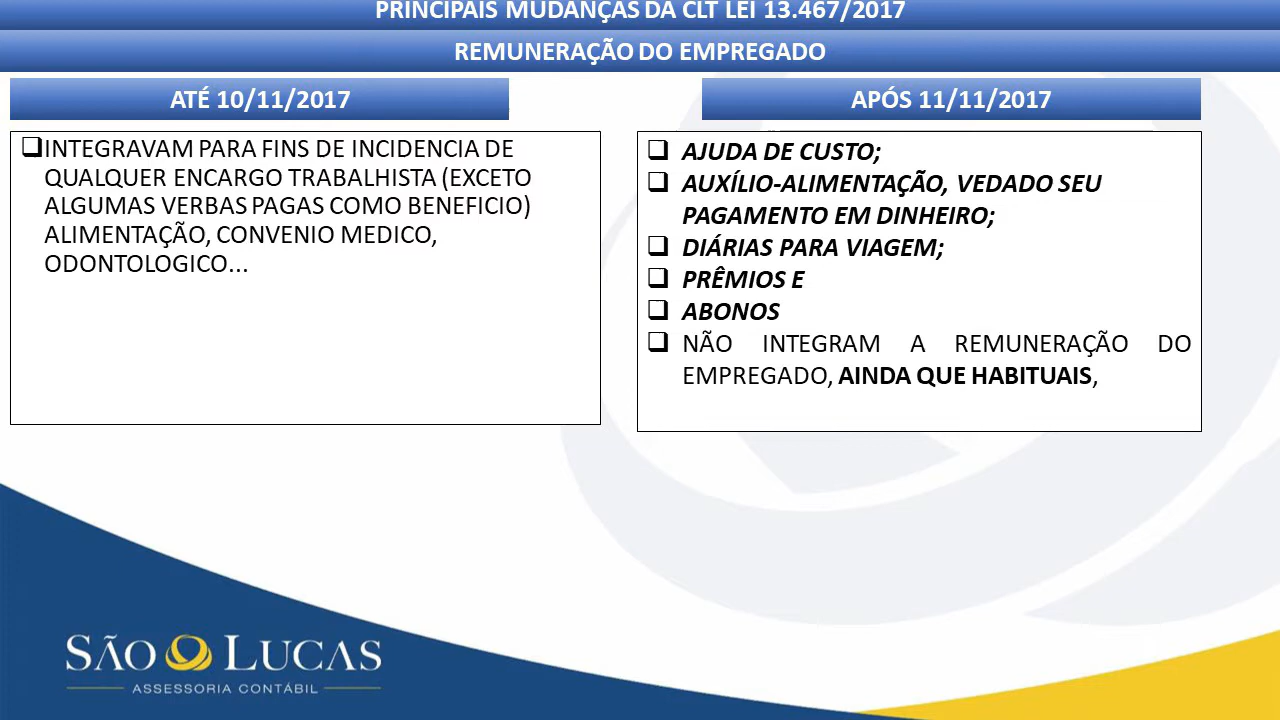 PRINCIPAIS MUDANÇAS DA CLT LEI 13.467/2017
REMUNERAÇÃO DO EMPREGADO
ATÉ 10/11/2017
❑INTEGRAVAM PARA FINS DE INCIDENCIA DE
QUALQUER ENCARGO TRABALHISTA (EXCETO
ALGUMAS VERBAS PAGAS COMO BENEFICIO)
ALIMENTAÇÃO, CONVENIO MEDICO,
ODONTOLOGICO...
APÓS 11/11/2017
❑ AJUDA DE CUSTO;
❑ AUXÍLIO-ALIMENTAÇÃO, VEDADO SEU
PAGAMENTO EM DINHEIRO;
❑ DIÁRIAS PARA VIAGEM;
❑ PRÊMIOS E
❑ ABONOS
❑ NÃO INTEGRAM A REMUNERAÇÃO DO
EMPREGADO, AINDA QUE HABITUAIS,
SÃO LUCAS
ASSESSORIA CONTÁBIL